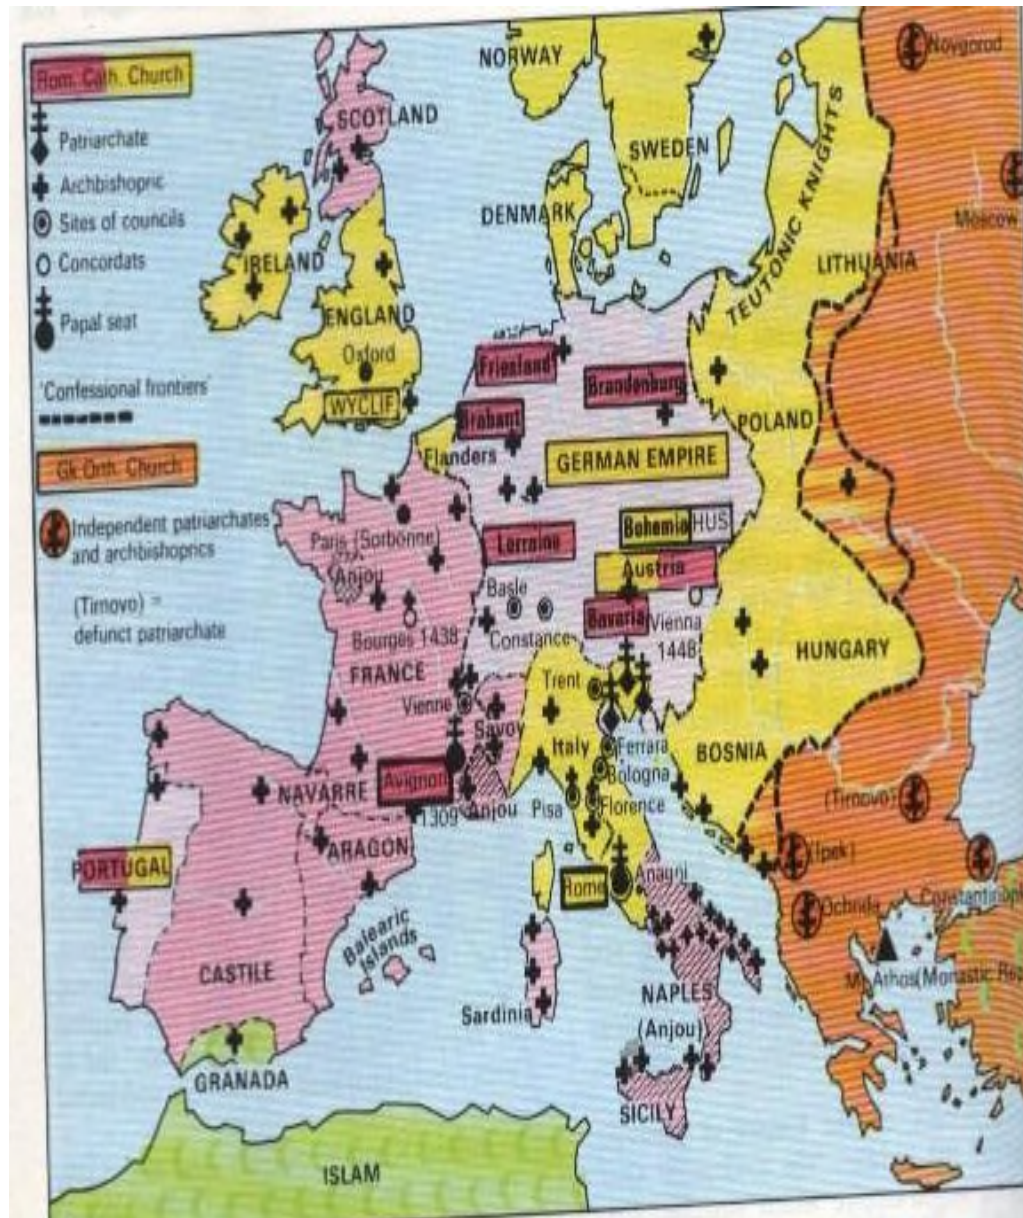 Rom. Cath. Church
Patriarchate
Archbishopric
Sites of councils
Concordats
Papal seat
'Confessional frontiers'
Gk Orth. Church
Independent patriarchates
and archbishoprics
(Tirnovo) =
defunct patriarchate
NORWAY
Novgorod
SCOTLAND
SWEDEN
DENMARK
TEUTONIC KNIGHTS
Moscow
IRELAND
LITHUANIA
ENGLAND
Oxford
WYCLIF
Friesland
Brandenburg
Brabant
POLAND
Flanders
GERMAN EMPIRE
Bohemia HUS
Paris (Sorbonne)
Lorraine
Anjou
Austria
Basle
Bavaria
Vienna
1448
Bourges 1438
Constance
HUNGARY
FRANCE
Trent
Vienne
Savoy
Italy
Ferrara
BOSNIA
Bologna
NAVARRE
Avignon
1309
Anjou
Pisa
Florence
(Tirnovo)
ARAGON
PORTUGAL
Rome
Anagni
(Ipek)
Ochrida
Constantinopl
Balearic
Islands
CASTILE
Mt Athos (Monastic Re
NAPLES
(Anjou)
Sardinia
GRANADA
SICILY
ISLAM